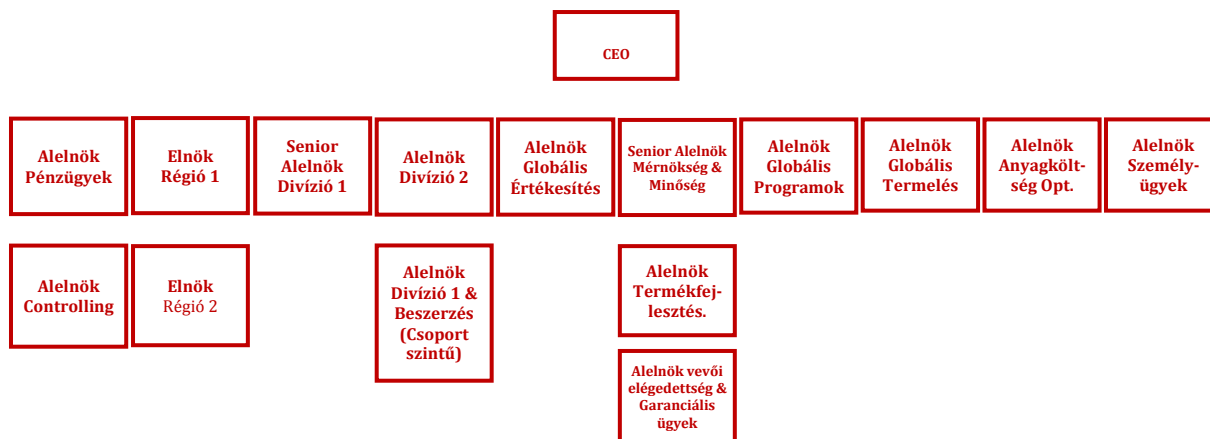 CEO
Alelnök
Pénzügyek
Elnök
Régió 1
Senior
Alelnök
Divízió 1
Alelnök
Divízió 2
Alelnök
Globális
Értékesítés
Senior Alelnök
Mérnökség &
Minőség
Alelnök
Globális
Programok
Alelnök
Globális
Termelés
Alelnök
Anyagkölt-
ség Opt.
Alelnök
Személy-
ügyek
Alelnök
Controlling
Elnök
Régió 2
Alelnök
Divízió 1 &
Beszerzés
(Csoport
szintű)
Alelnök
Termékfej-
lesztés.
Alelnök vevői
elégedettség &
Garanciális
ügyek